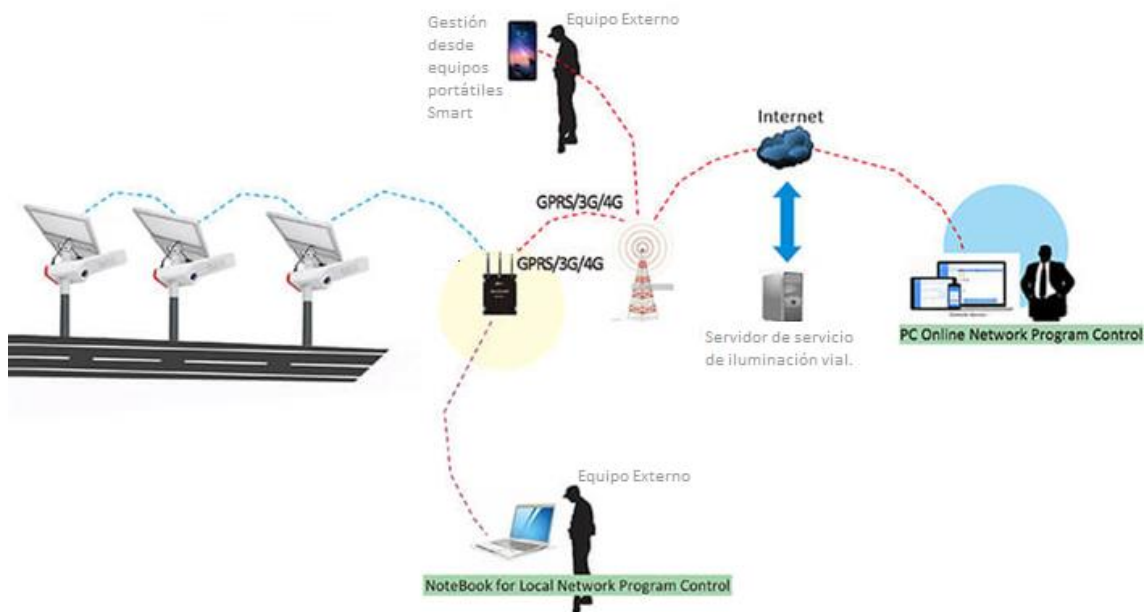 Gestión
desde
equipos
portátiles
Smart
Equipo Externo
Internet
GPRS/3G/4G
GPRS/3G/4G
Servidor de servicio
de iluminación vial.
PC Online Network Program Control
Equipo Externo
NoteBook for Local Network Program Control